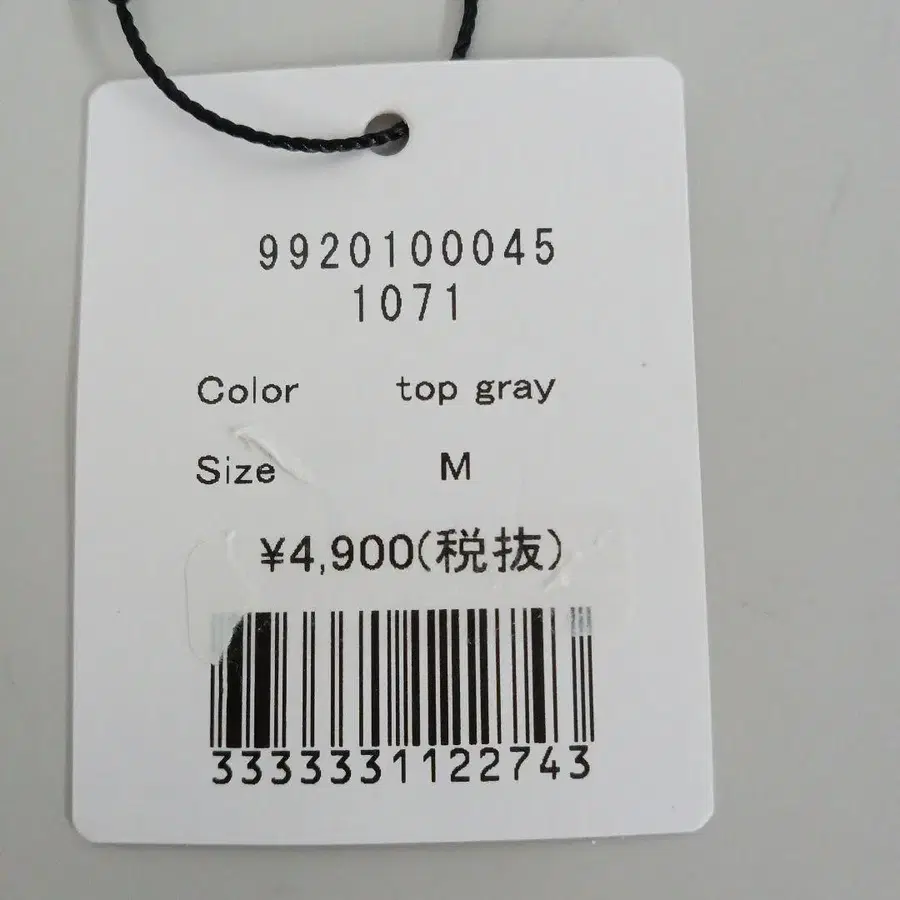 9920100045
1071
Color top gray
Size M
¥4,900(税抜)
3333331122743